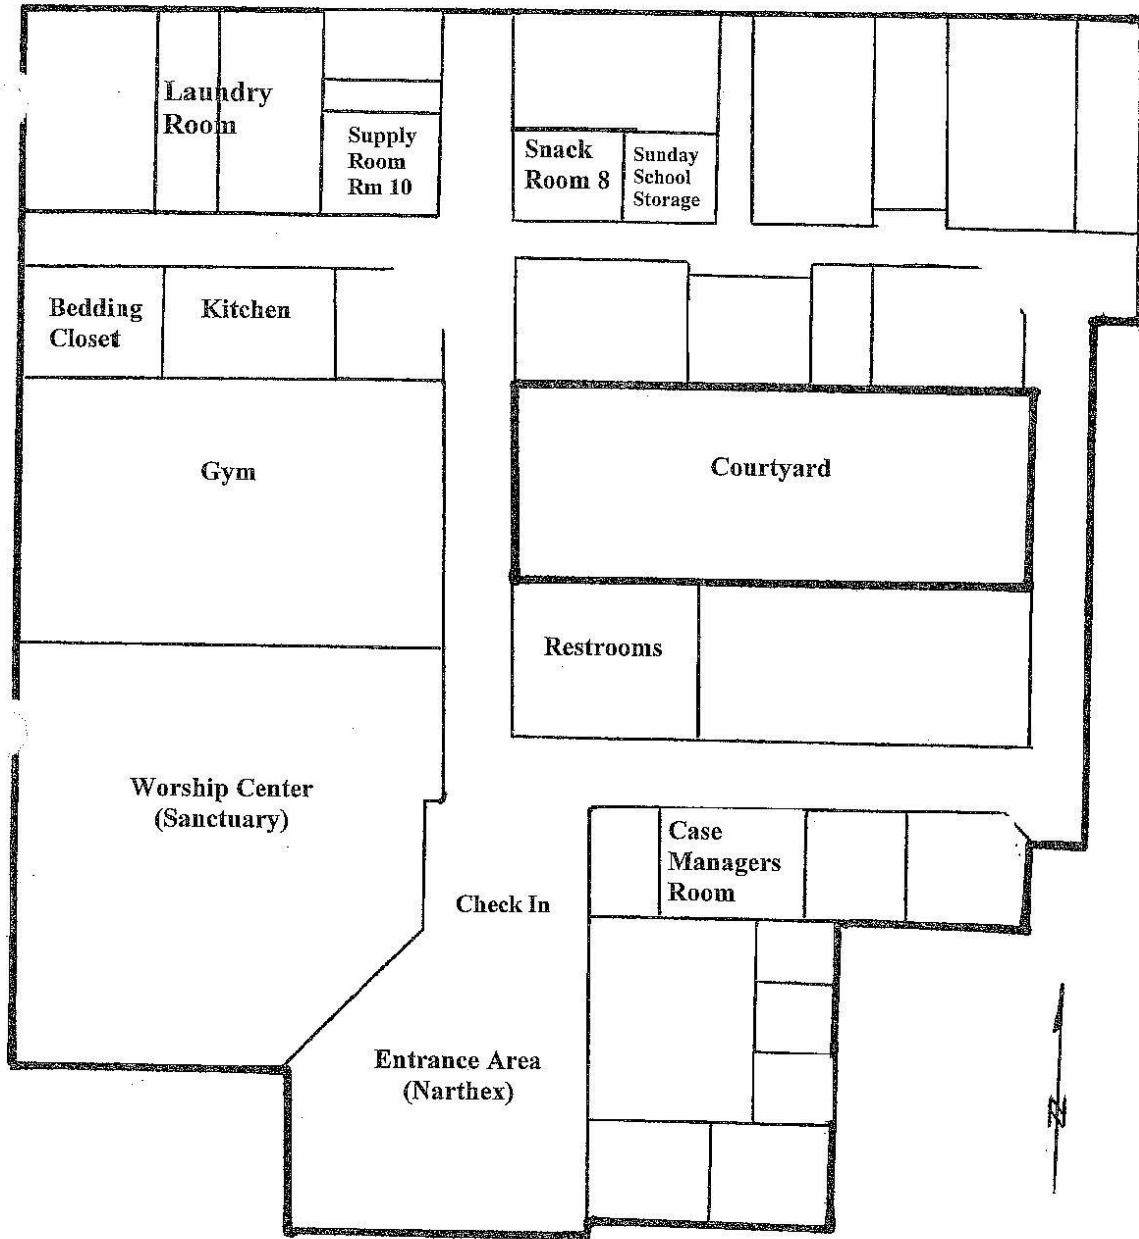 Laundry
Room
Supply
Room
Rm 10
Snack
Room 8
Sunday
School
Storage
Bedding
Closet
Kitchen
Gym
Courtyard
Restrooms
Worship Center
(Sanctuary)
Case
Managers
Room
Check In
Entrance Area
(Narthex)
N